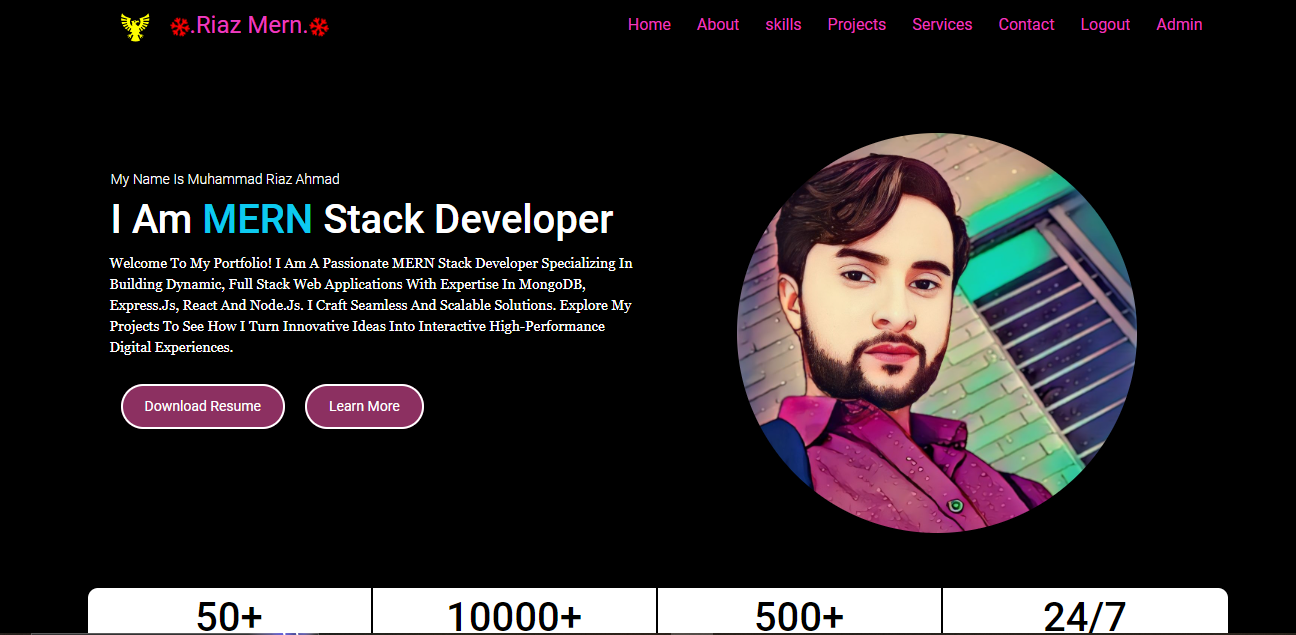 ❄.Riaz Mern.❄
Home About skills Projects Services Contact Logout Admin
My Name Is Muhammad Riaz Ahmad
I Am MERN Stack Developer
Welcome To My Portfolio! I Am A Passionate MERN Stack Developer Specializing In
Building Dynamic, Full Stack Web Applications With Expertise In MongoDB,
Express.Js, React And Node.Js. I Craft Seamless And Scalable Solutions. Explore My
Projects To See How I Turn Innovative Ideas Into Interactive High-Performance
Digital Experiences.
Download Resume Learn More
50+ 10000+ 500+ 24/7